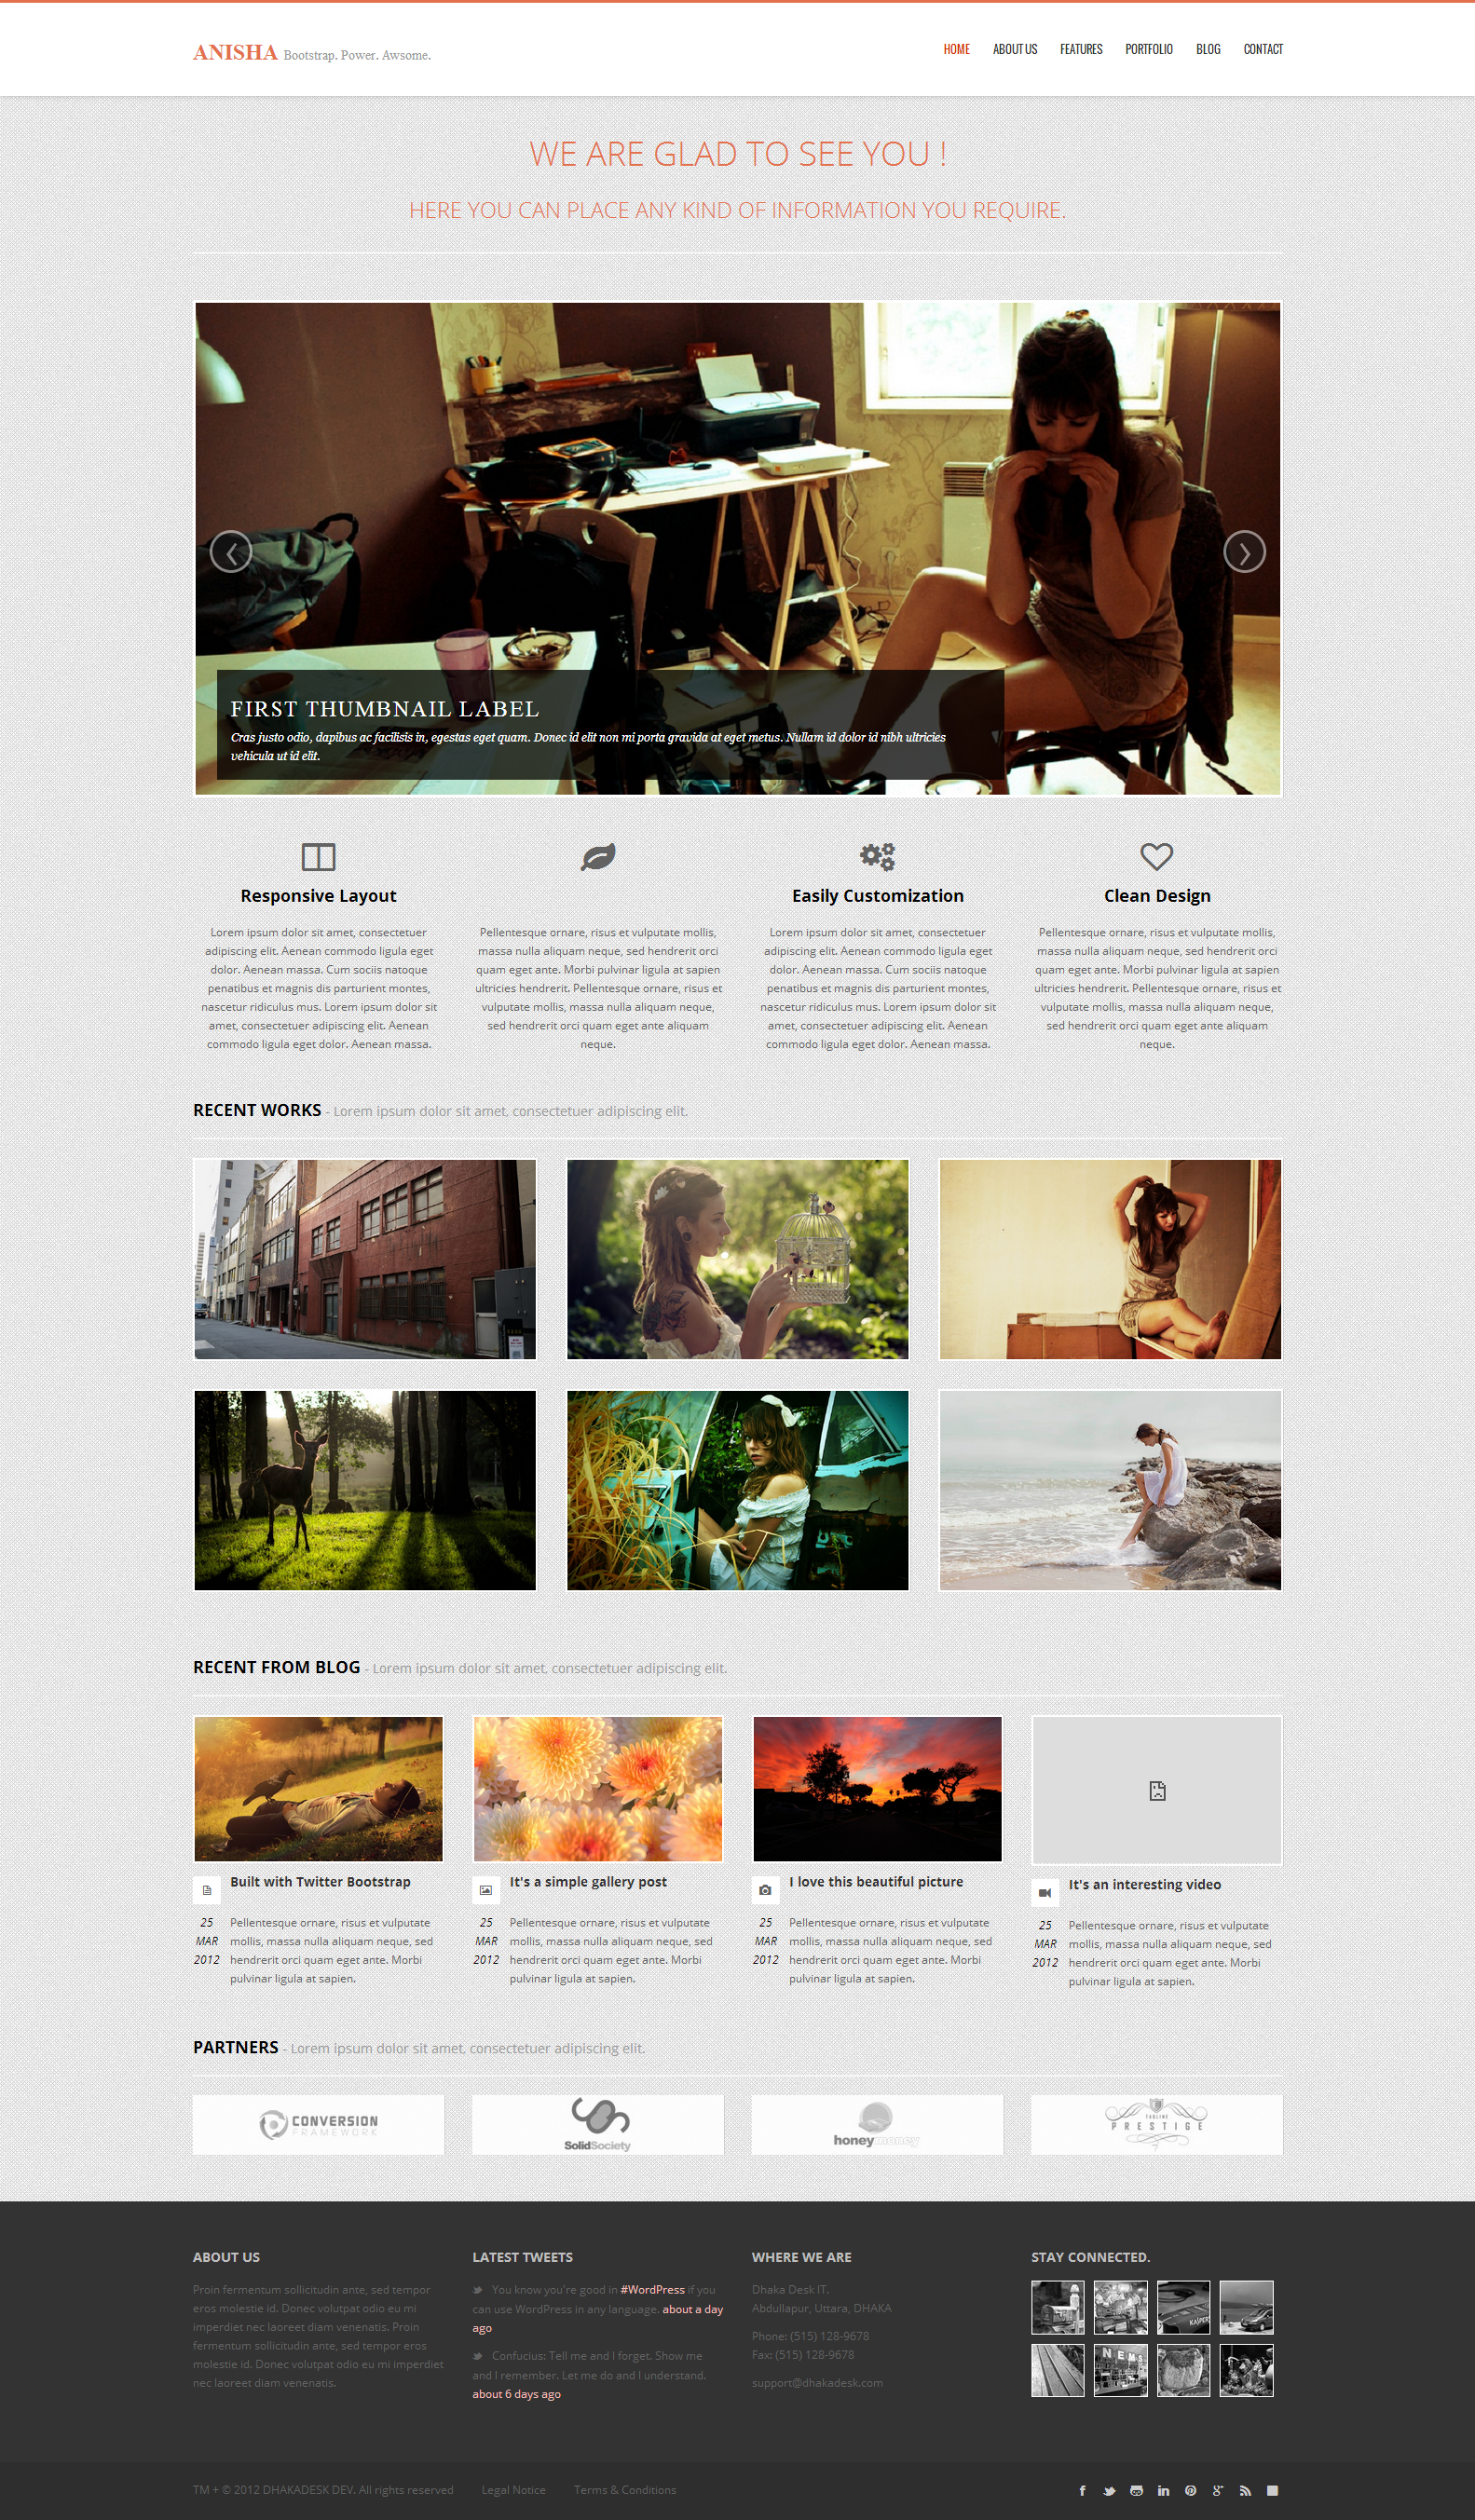 ANISHA Bootstrap. Power. Awsome.
HOME ABOUT US FEATURES PORTFOLIO BLOG CONTACT
WE ARE GLAD TO SEE YOU !
HERE YOU CAN PLACE ANY KIND OF INFORMATION YOU REQUIRE.
FIRST THUMBNAIL LABEL
Cras justo odio, dapibus ac facilisis in, egestas eget quam. Donec id elit non mi porta gravida at eget metus. Nullam id dolor id nibh ultricies
vehicula ut id elit.
Responsive Layout
Lorem ipsum dolor sit amet, consectetuer
adipiscing elit. Aenean commodo ligula eget
dolor. Aenean massa. Cum sociis natoque
penatibus et magnis dis parturient montes,
nascetur ridiculus mus. Lorem ipsum dolor sit
amet, consectetuer adipiscing elit. Aenean
commodo ligula eget dolor. Aenean massa.
Pellentesque ornare, risus et vulputate mollis,
massa nulla aliquam neque, sed hendrerit orci
quam eget ante. Morbi pulvinar ligula at sapien
ultricies hendrerit. Pellentesque ornare, risus et
vulputate mollis, massa nulla aliquam neque,
sed hendrerit orci quam eget ante aliquam
neque.
Easily Customization
Lorem ipsum dolor sit amet, consectetuer
adipiscing elit. Aenean commodo ligula eget
dolor. Aenean massa. Cum sociis natoque
penatibus et magnis dis parturient montes,
nascetur ridiculus mus. Lorem ipsum dolor sit
amet, consectetuer adipiscing elit. Aenean
commodo ligula eget dolor. Aenean massa.
Clean Design
Pellentesque ornare, risus et vulputate mollis,
massa nulla aliquam neque, sed hendrerit orci
quam eget ante. Morbi pulvinar ligula at sapien
ultricies hendrerit. Pellentesque ornare, risus et
vulputate mollis, massa nulla aliquam neque,
sed hendrerit orci quam eget ante aliquam
neque.
RECENT WORKS - Lorem ipsum dolor sit amet, consectetuer adipiscing elit.
RECENT FROM BLOG - Lorem ipsum dolor sit amet, consectetuer adipiscing elit.
Built with Twitter Bootstrap
25
MAR
2012
Pellentesque ornare, risus et vulputate
mollis, massa nulla aliquam neque, sed
hendrerit orci quam eget ante. Morbi
pulvinar ligula at sapien.
It's a simple gallery post
25
MAR
2012
Pellentesque ornare, risus et vulputate
mollis, massa nulla aliquam neque, sed
hendrerit orci quam eget ante. Morbi
pulvinar ligula at sapien.
I love this beautiful picture
25
MAR
2012
Pellentesque ornare, risus et vulputate
mollis, massa nulla aliquam neque, sed
hendrerit orci quam eget ante. Morbi
pulvinar ligula at sapien.
It's an interesting video
25
MAR
2012
Pellentesque ornare, risus et vulputate
mollis, massa nulla aliquam neque, sed
hendrerit orci quam eget ante. Morbi
pulvinar ligula at sapien.
PARTNERS - Lorem ipsum dolor sit amet, consectetuer adipiscing elit.
CONVERSION
FRAMEWORK
SolidSociety
honeymoney
TAGLINE
PRESTIGE
ABOUT US
Proin fermentum sollicitudin ante, sed tempor
eros molestie id. Donec volutpat odio eu mi
imperdiet nec laoreet diam venenatis. Proin
fermentum sollicitudin ante, sed tempor eros
molestie id. Donec volutpat odio eu mi imperdiet
nec laoreet diam venenatis.
LATEST TWEETS
You know you're good in #WordPress if you
can use WordPress in any language. about a day
ago
Confucius: Tell me and I forget. Show me
and I remember. Let me do and I understand.
about 6 days ago
WHERE WE ARE
Dhaka Desk IT.
Abdullapur, Uttara, DHAKA
Phone: (515) 128-9678
Fax: (515) 128-9678
support@dhakadesk.com
STAY CONNECTED.
KASPER
NEMS
TM + © 2012 DHAKADESK DEV. All rights reserved Legal Notice Terms & Conditions